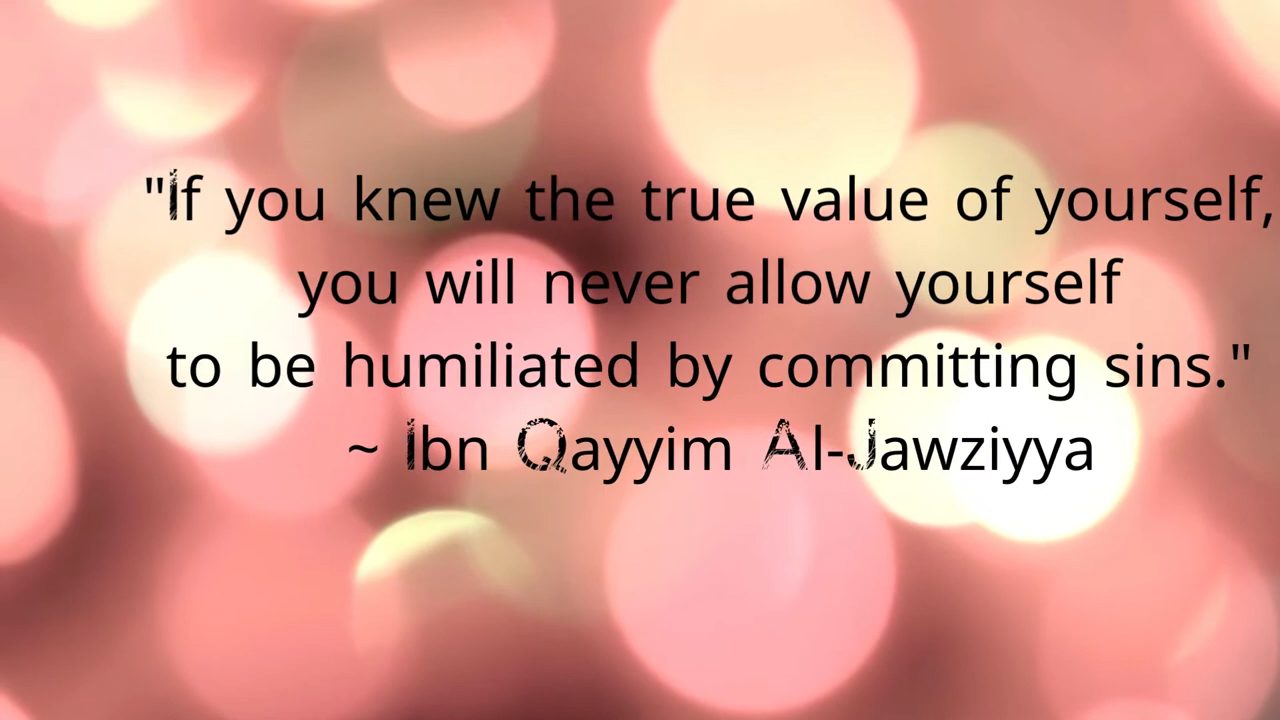 "If you knew the true value of yourself,
you will never allow yourself
to be humiliated by committing sins."
~ Ibn Qayyim Al-Jawziyya